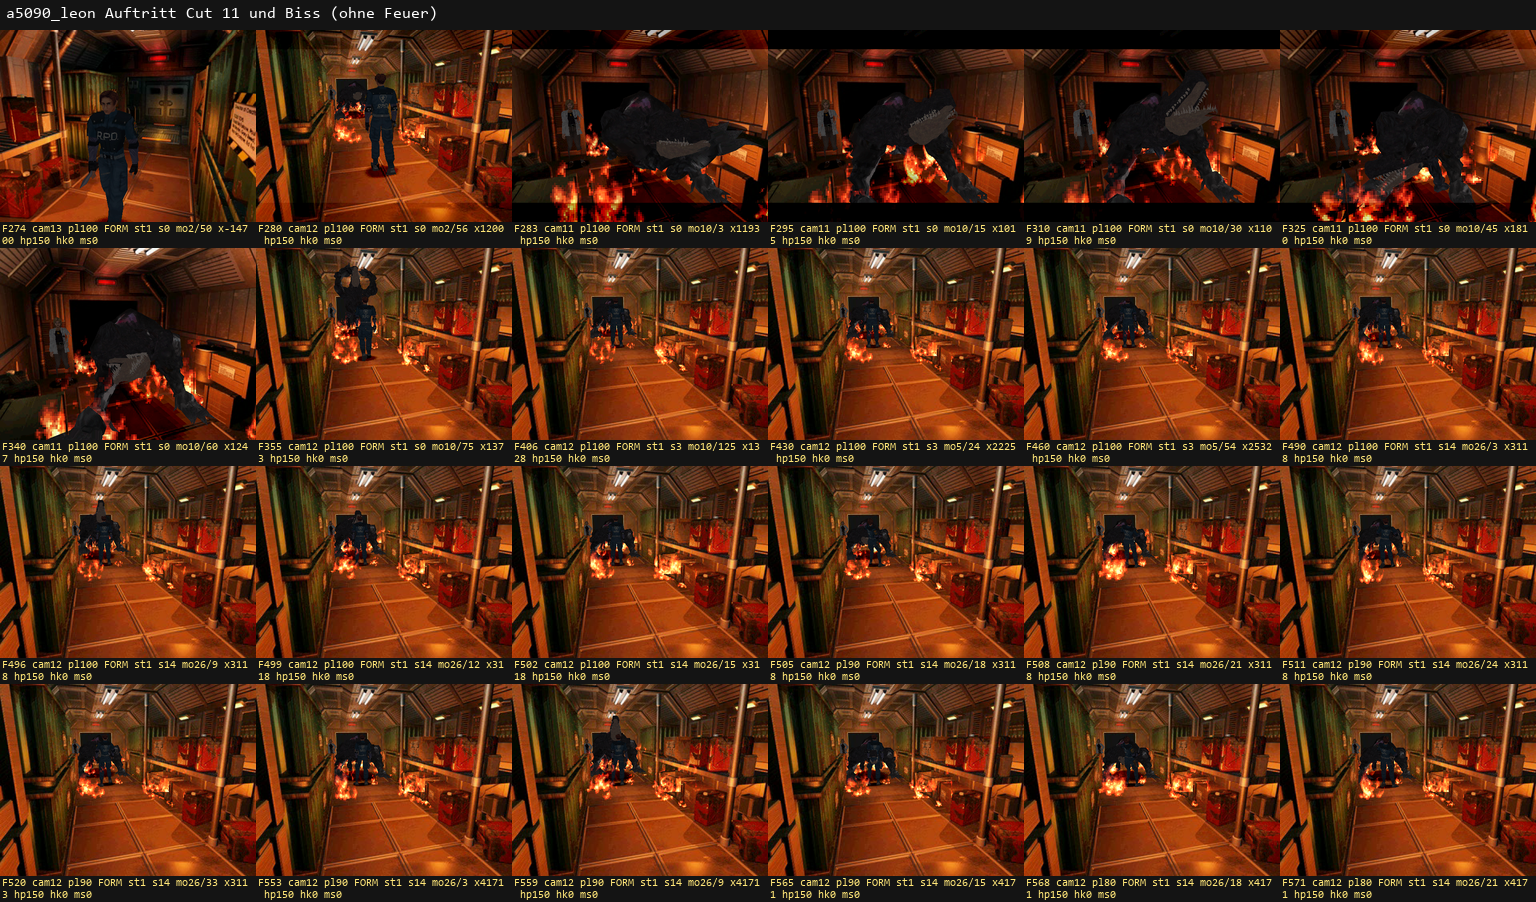 a5090_leon Auftritt Cut 11 und Biss (ohne Feuer)
RPD
F274 cam13 pl100 FORM st1 s0 mo2/50 x-147
00 hp150 hk0 ms0
F280 cam12 pl100 FORM st1 s0 mo2/56 x1200
hp150 hk0 ms0
F283 cam11 pl100 FORM st1 s0 mo10/3 x1193
hp150 hk0 ms0
F295 cam11 pl100 FORM st1 s0 mo10/15 x101
5 hp150 hk0 ms0
F310 cam11 pl100 FORM st1 s0 mo10/30 x110
9 hp150 hk0 ms0
F325 cam11 pl100 FORM st1 s0 mo10/45 x181
0 hp150 hk0 ms0
F340 cam11 pl100 FORM st1 s0 mo10/60 x124
7 hp150 hk0 ms0
F355 cam12 pl100 FORM st1 s0 mo10/75 x137
3 hp150 hk0 ms0
F406 cam12 pl100 FORM st1 s3 mo10/125 x13
28 hp150 hk0 ms0
F430 cam12 pl100 FORM st1 s3 mo5/24 x2225
hp150 hk0 ms0
F460 cam12 pl100 FORM st1 s3 mo5/54 x2532
hp150 hk0 ms0
F490 cam12 pl100 FORM st1 s14 mo26/3 x311
8 hp150 hk0 ms0
F496 cam12 pl100 FORM st1 s14 mo26/9 x311
8 hp150 hk0 ms0
F499 cam12 pl100 FORM st1 s14 mo26/12 x31
18 hp150 hk0 ms0
F502 cam12 pl100 FORM st1 s14 mo26/15 x31
18 hp150 hk0 ms0
F505 cam12 pl90 FORM st1 s14 mo26/18 x311
8 hp150 hk0 ms0
F508 cam12 pl90 FORM st1 s14 mo26/21 x311
8 hp150 hk0 ms0
F511 cam12 pl90 FORM st1 s14 mo26/24 x311
8 hp150 hk0 ms0
F520 cam12 pl90 FORM st1 s14 mo26/33 x311
3 hp150 hk0 ms0
F553 cam12 pl90 FORM st1 s14 mo26/3 x4171
hp150 hk0 ms0
F559 cam12 pl90 FORM st1 s14 mo26/9 x4171
hp150 hk0 ms0
F565 cam12 pl90 FORM st1 s14 mo26/15 x417
1 hp150 hk0 ms0
F568 cam12 pl80 FORM st1 s14 mo26/18 x417
1 hp150 hk0 ms0
F571 cam12 pl80 FORM st1 s14 mo26/21 x417
1 hp150 hk0 ms0